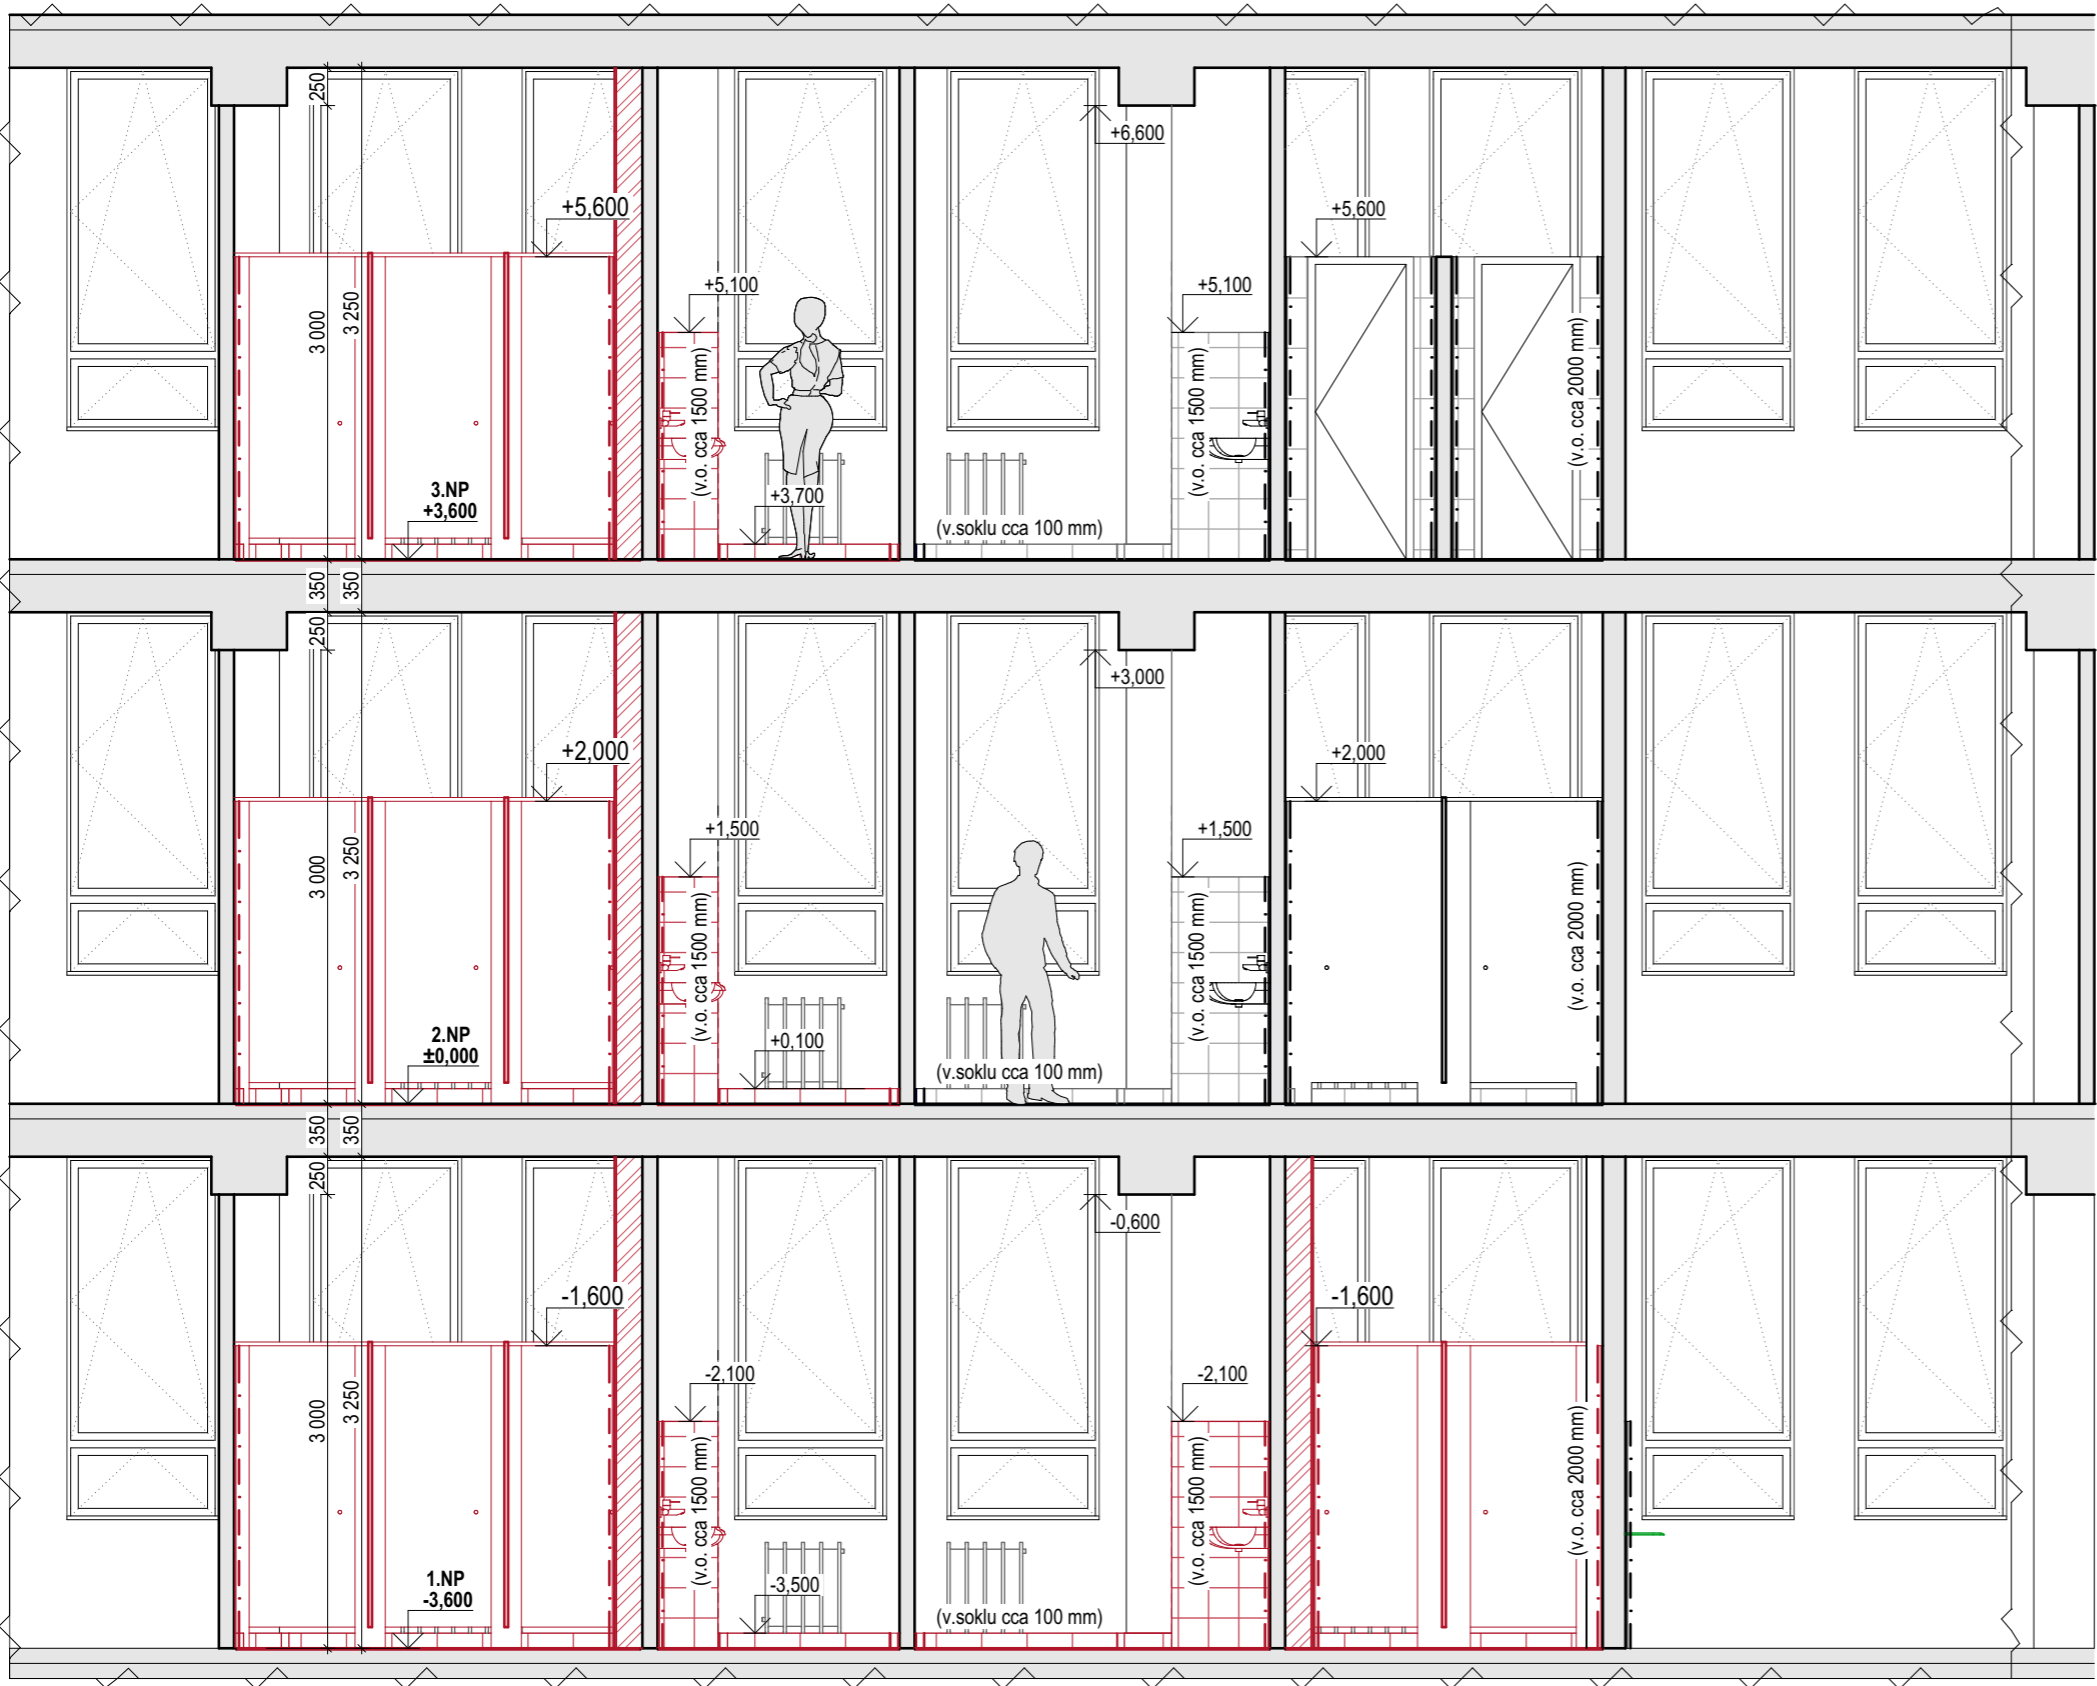 250
+6,600
+5,600
+5,600
+5,100
+5,100
3 000
3 250
(v.o. cca 1500 mm)
(v.o. cca 1500 mm)
(v.o. cca 2000 mm)
3.NP
+3,600
+3,700
(v.soklu cca 100 mm)
350
350
250
+3,000
+2,000
+2,000
+1,500
+1,500
3 000
3 250
(v.o. cca 1500 mm)
(v.o. cca 1500 mm)
(v.o. cca 2000 mm)
2.NP
±0,000
+0,100
(v.soklu cca 100 mm)
350
350
250
-0,600
-1,600
-1,600
-2,100
-2,100
3 000
3 250
(v.o. cca 1500 mm)
(v.o. cca 1500 mm)
(v.o. cca 2000 mm)
1.NP
-3,600
-3,500
(v.soklu cca 100 mm)